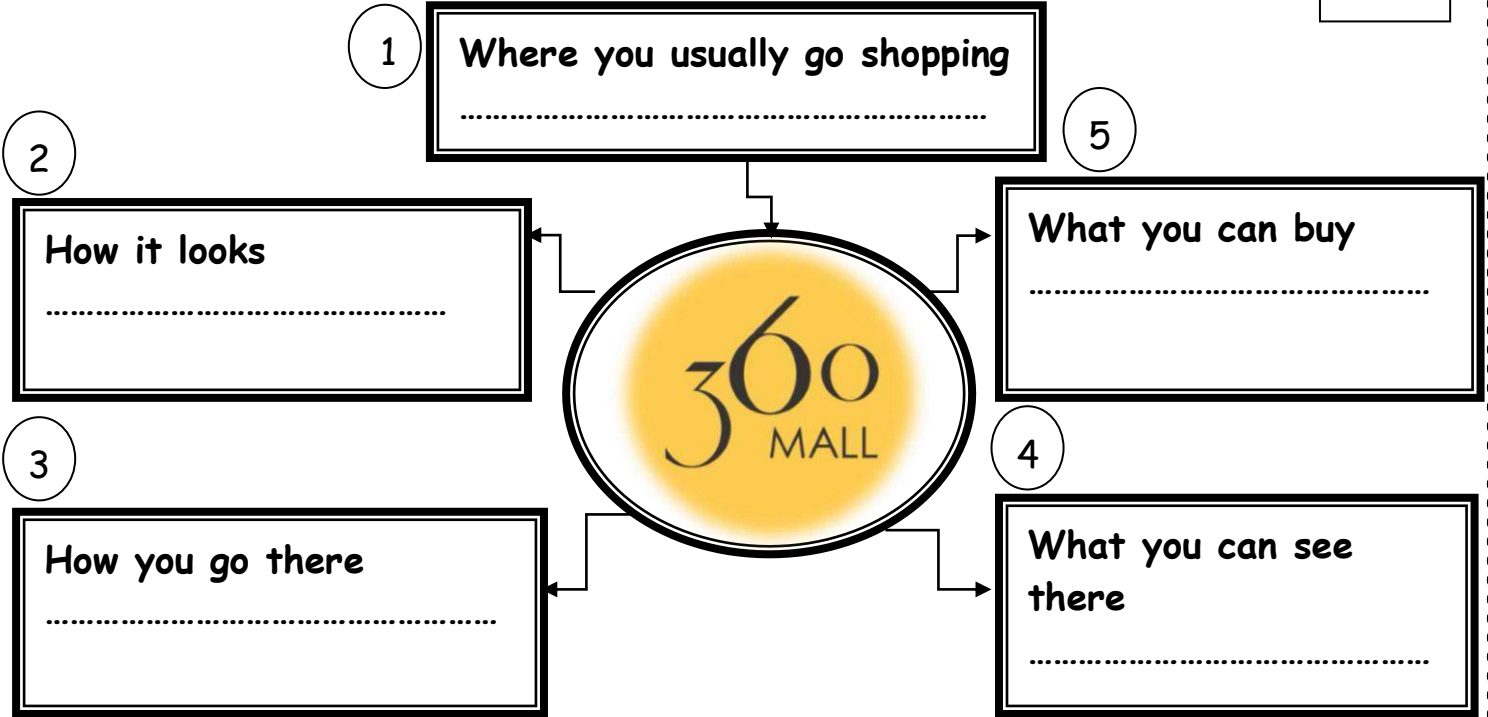 1
Where you usually go shopping
……………………………………………………
2
How it looks
………………………………………
3
How you go there
……………………………………………
360
MALL
5
What you can buy
………………………………………
4
What you can see
there
………………………………………